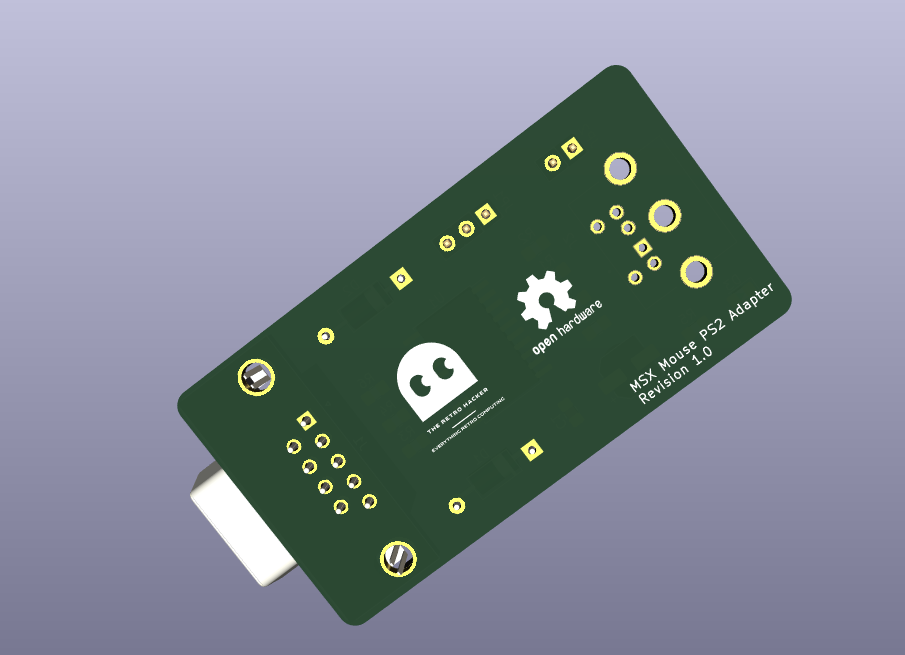 open hardware
THE RETRO HACKER
EVERYTHING RETRO COMPUTING
MSX Mouse PS2 Adapter
Revision 1.0